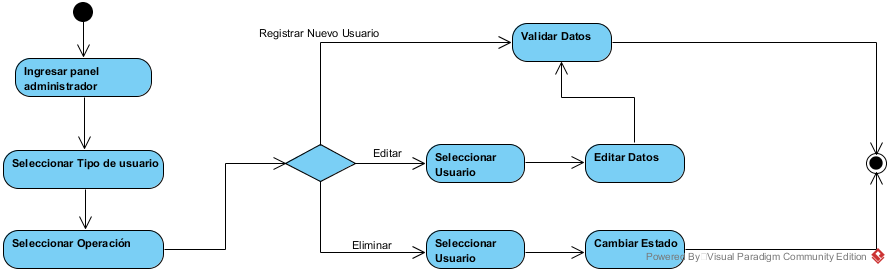 Registrar Nuevo Usuario
Validar Datos
Ingresar panel
administrador
Seleccionar Tipo de usuario
Editar
Seleccionar
Usuario
Editar Datos
Seleccionar Operación
Eliminar
Seleccionar
Usuario
Cambiar Estado
Powered By Visual Paradigm Community Edition